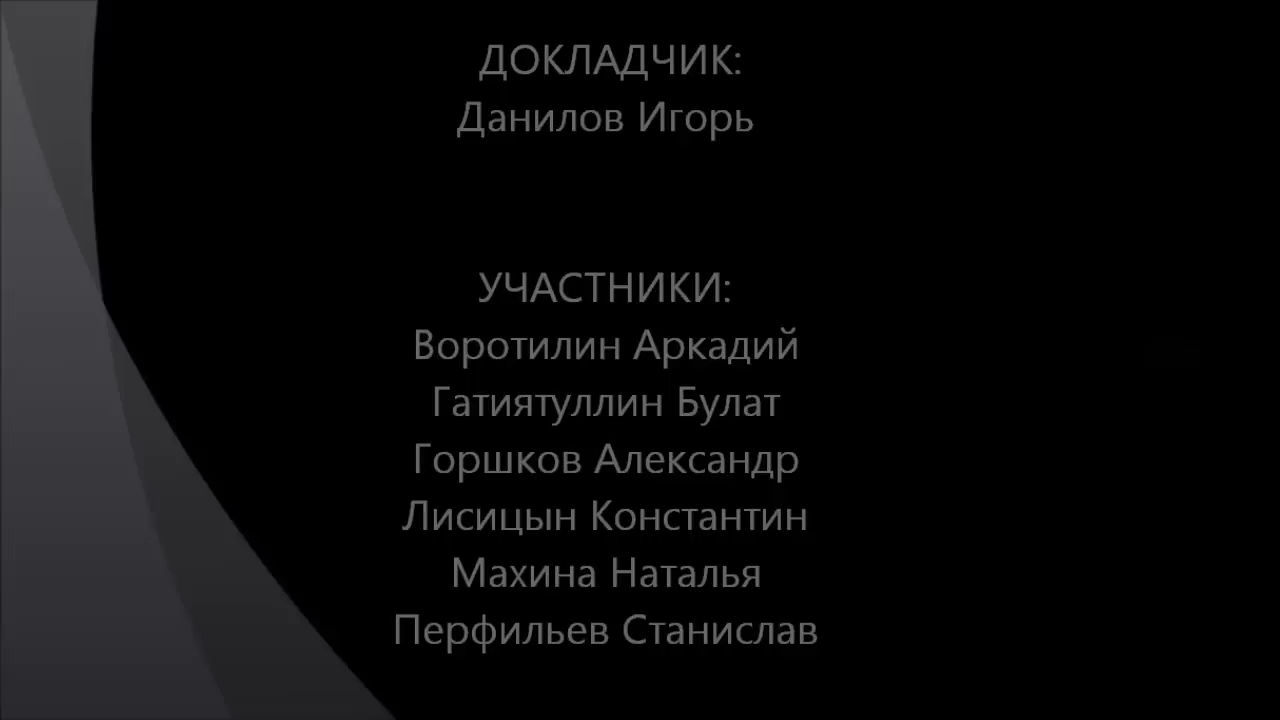 ДОКЛАДЧИК:
Данилов Игорь
УЧАСТНИКИ:
Воротилин Аркадий
Гатиятуллин Булат
Горшков Александр
Лисицын Константин
Махина Наталья
Перфильев Станислав